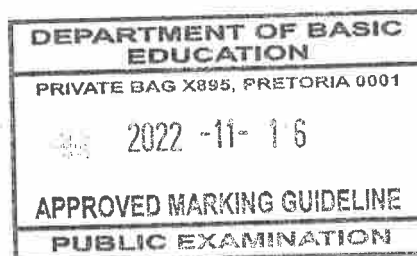 DEPARTMENT OF BASIC
EDUCATION
PRIVATE BAG X895, PRETORIA 0001
2022 -11- 16
APPROVED MARKING GUIDELINE
PUBLIC EXAMINATION